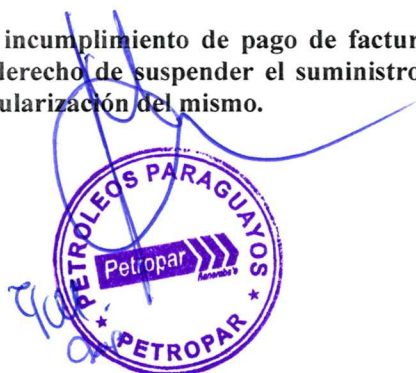 incumplimiento de pago de factur
derecho de suspender el suministro
ularización del mismo.
PETROLEOS PARAGUAYOS
Petropar
★ PETROPAR ★